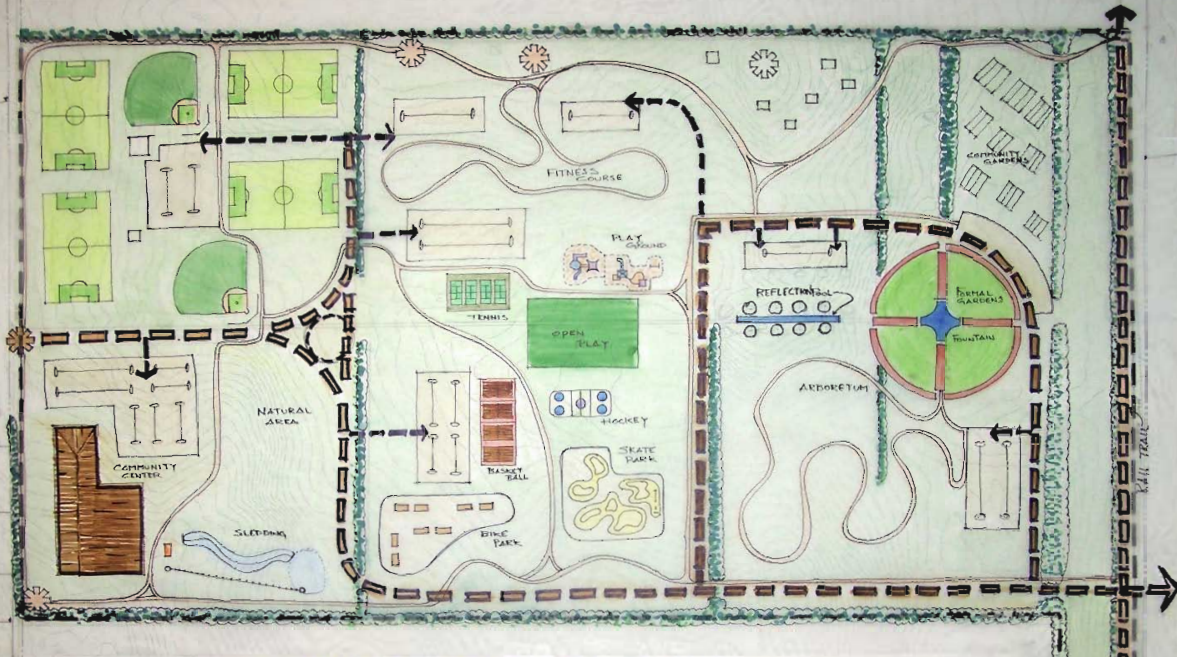 COMMUNITY
GARDENS
FITNESS
COURSE
PLAY
GROUND
REFLECTION POOL
FORMAL
GARDENS
TENNIS
FOUNTAIN
OPEN
PLAY
ARBORETUM
NATURAL
AREA
HOCKEY
RAIL TRAIL
SKATE
PARK
COMMUNITY
CENTER
BASKET
BALL
SLEDDING
BIKE
PARK